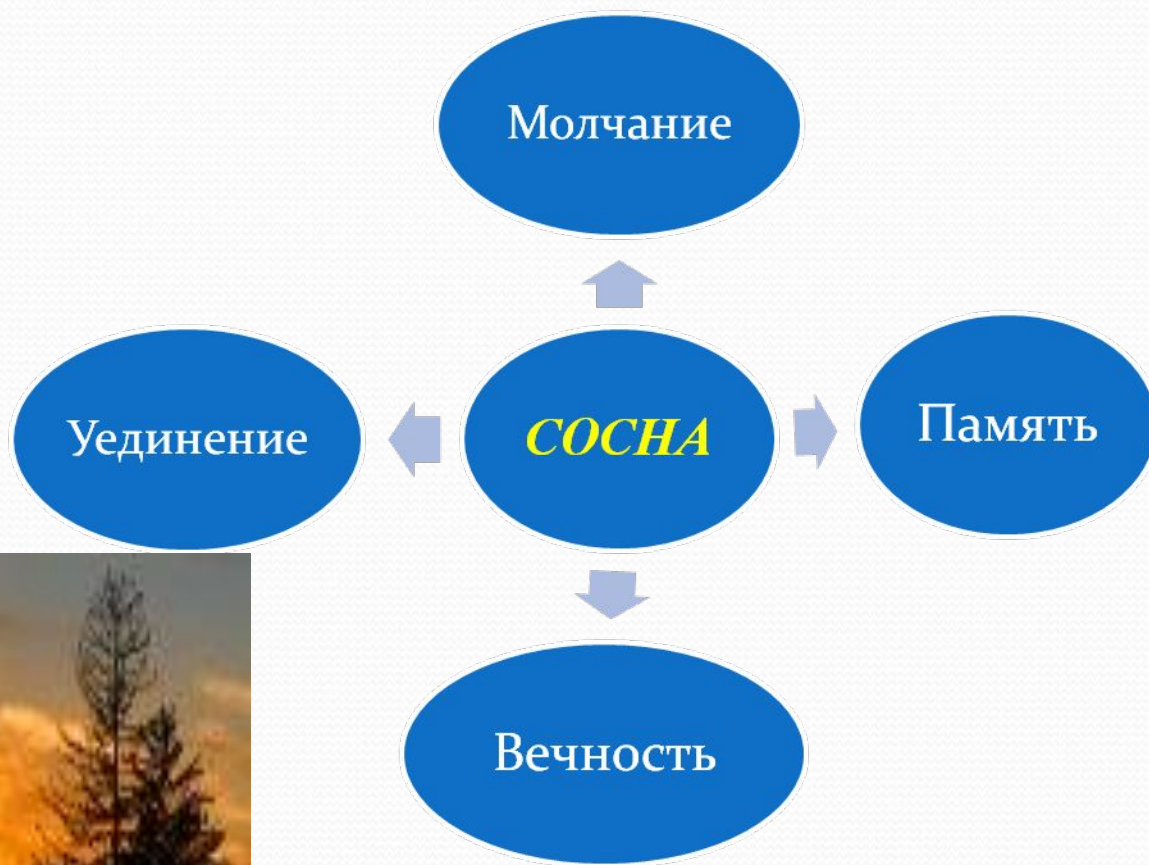 Молчание
Уединение
СОСНА
Память
Вечность